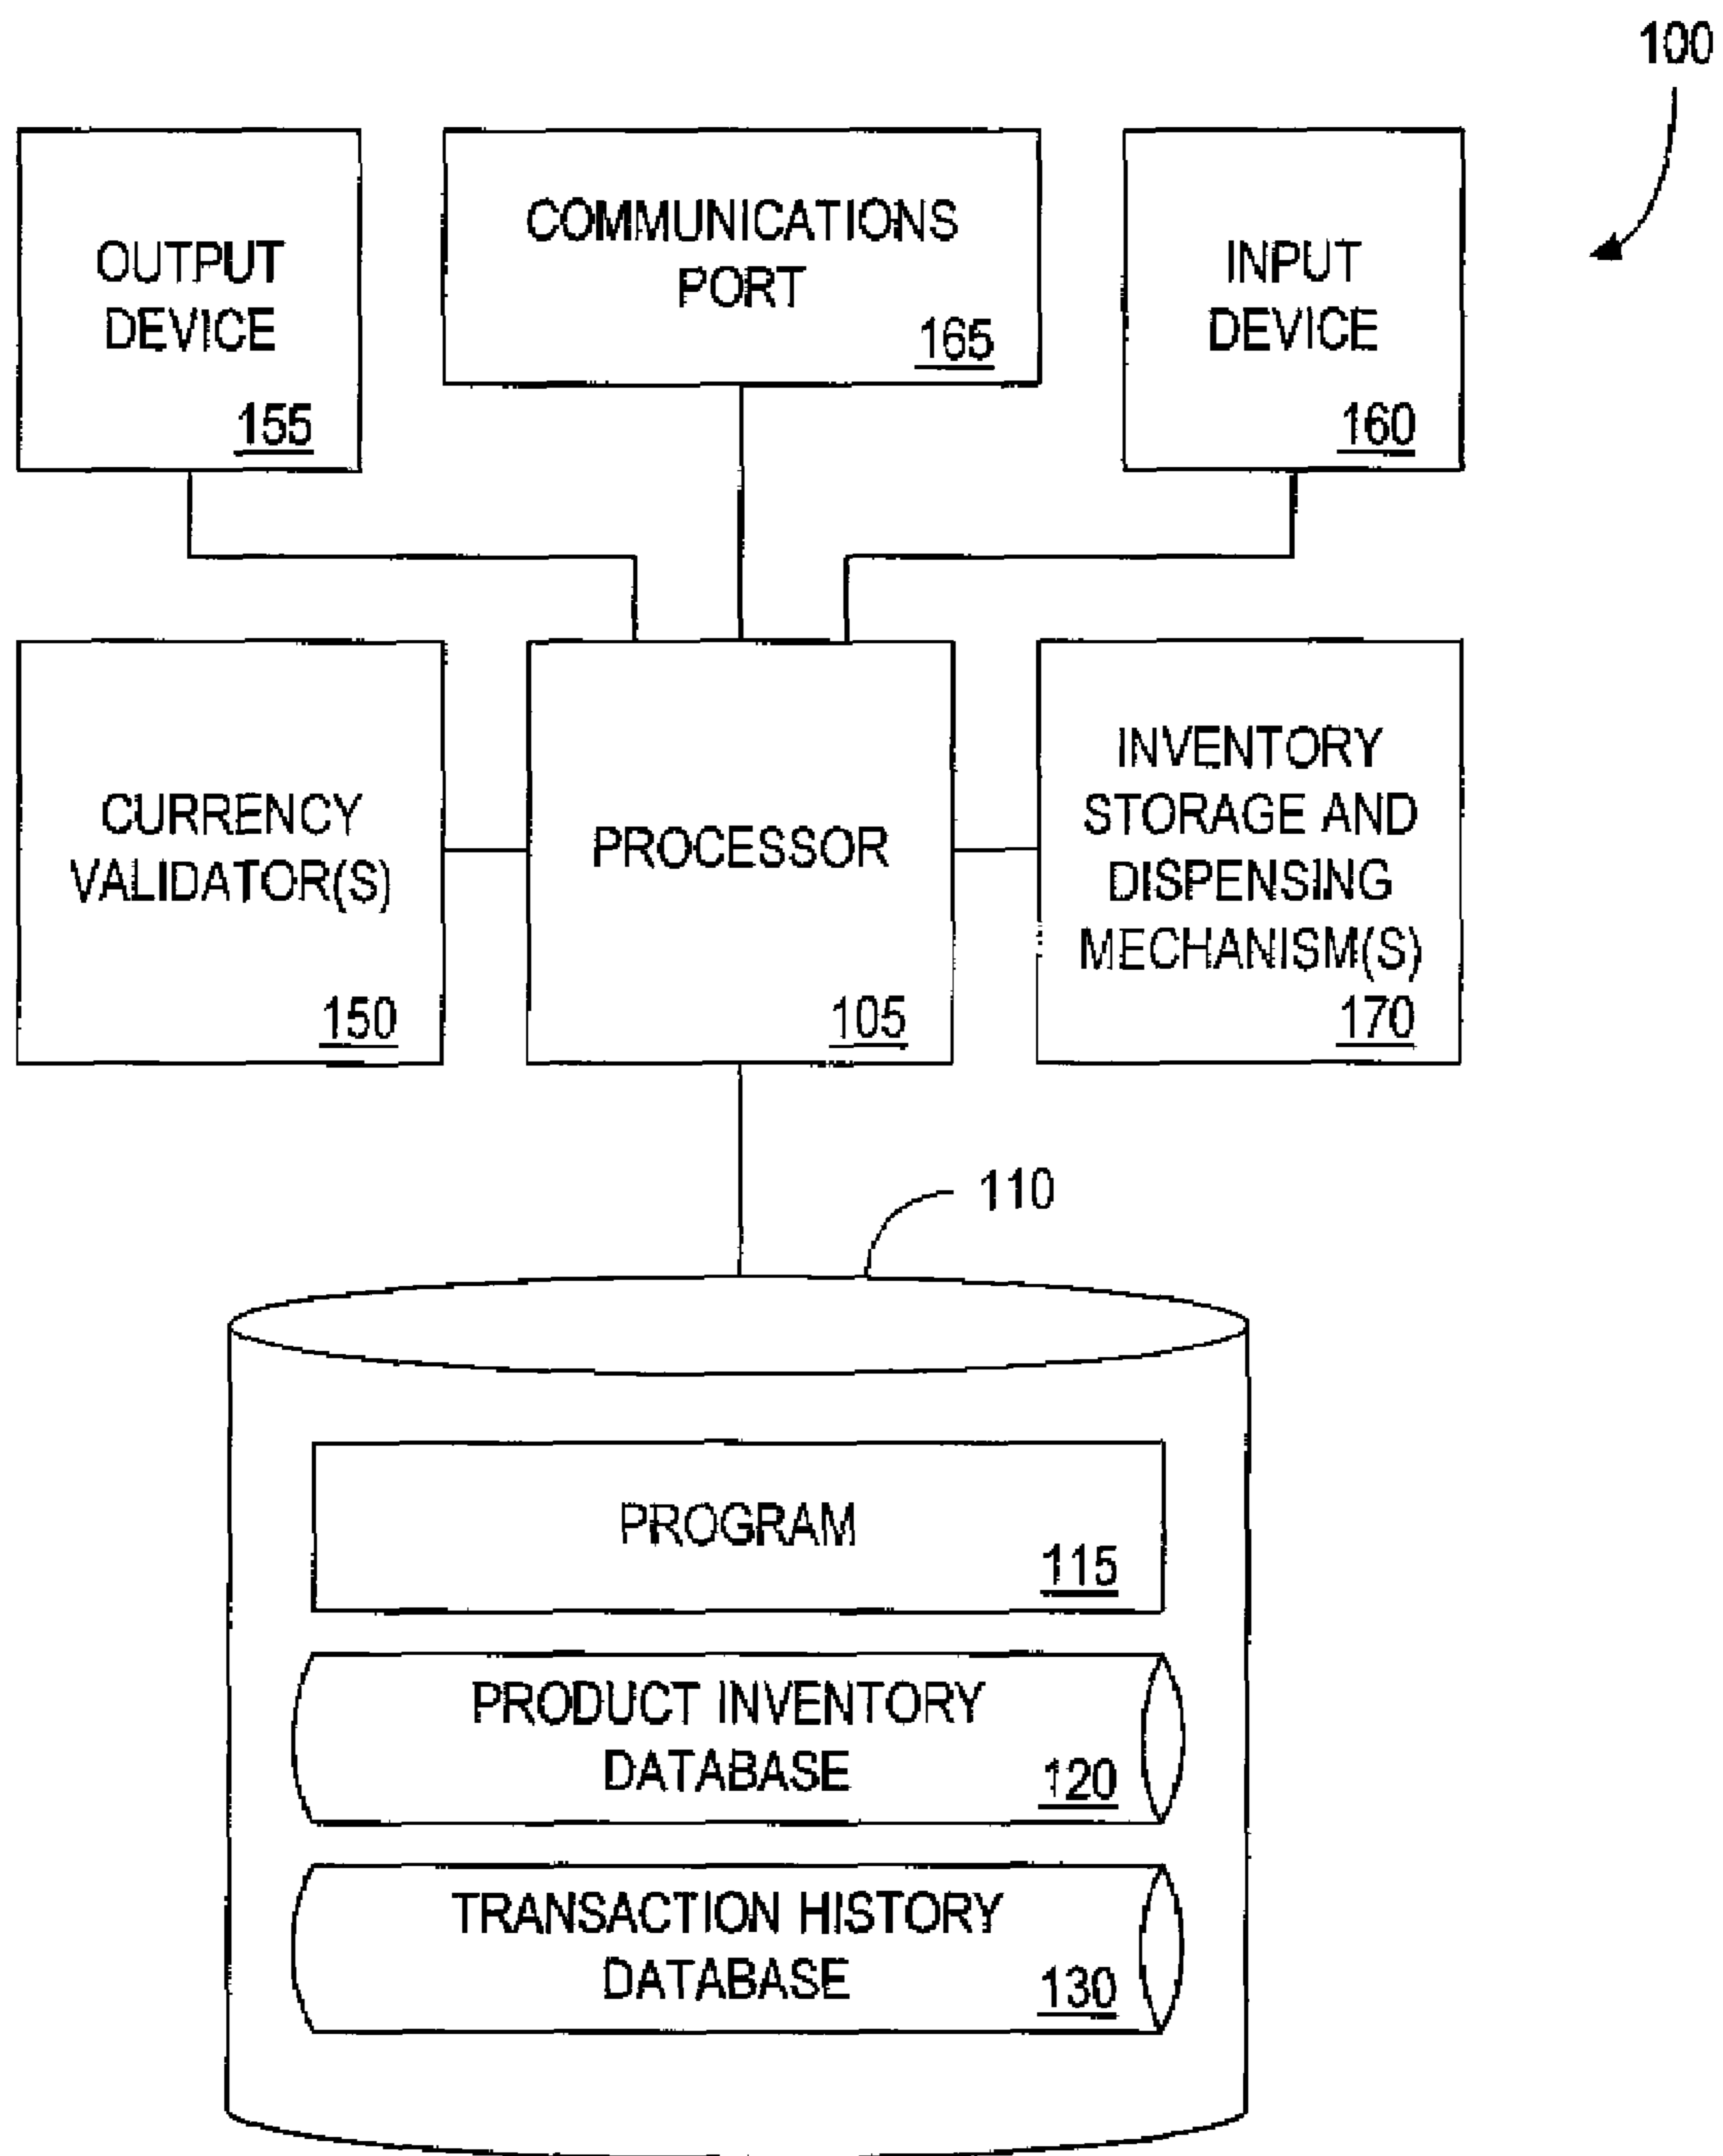 100
OUTPUT
DEVICE
155
COMMUNICATIONS
PORT
165
INPUT
DEVICE
160
CURRENCY
VALIDATOR(S)
150
PROCESSOR
105
INVENTORY
STORAGE AND
DISPENSING
MECHANISM(S)
170
110
PROGRAM
115
PRODUCT INVENTORY
DATABASE
120
TRANSACTION HISTORY
DATABASE
130